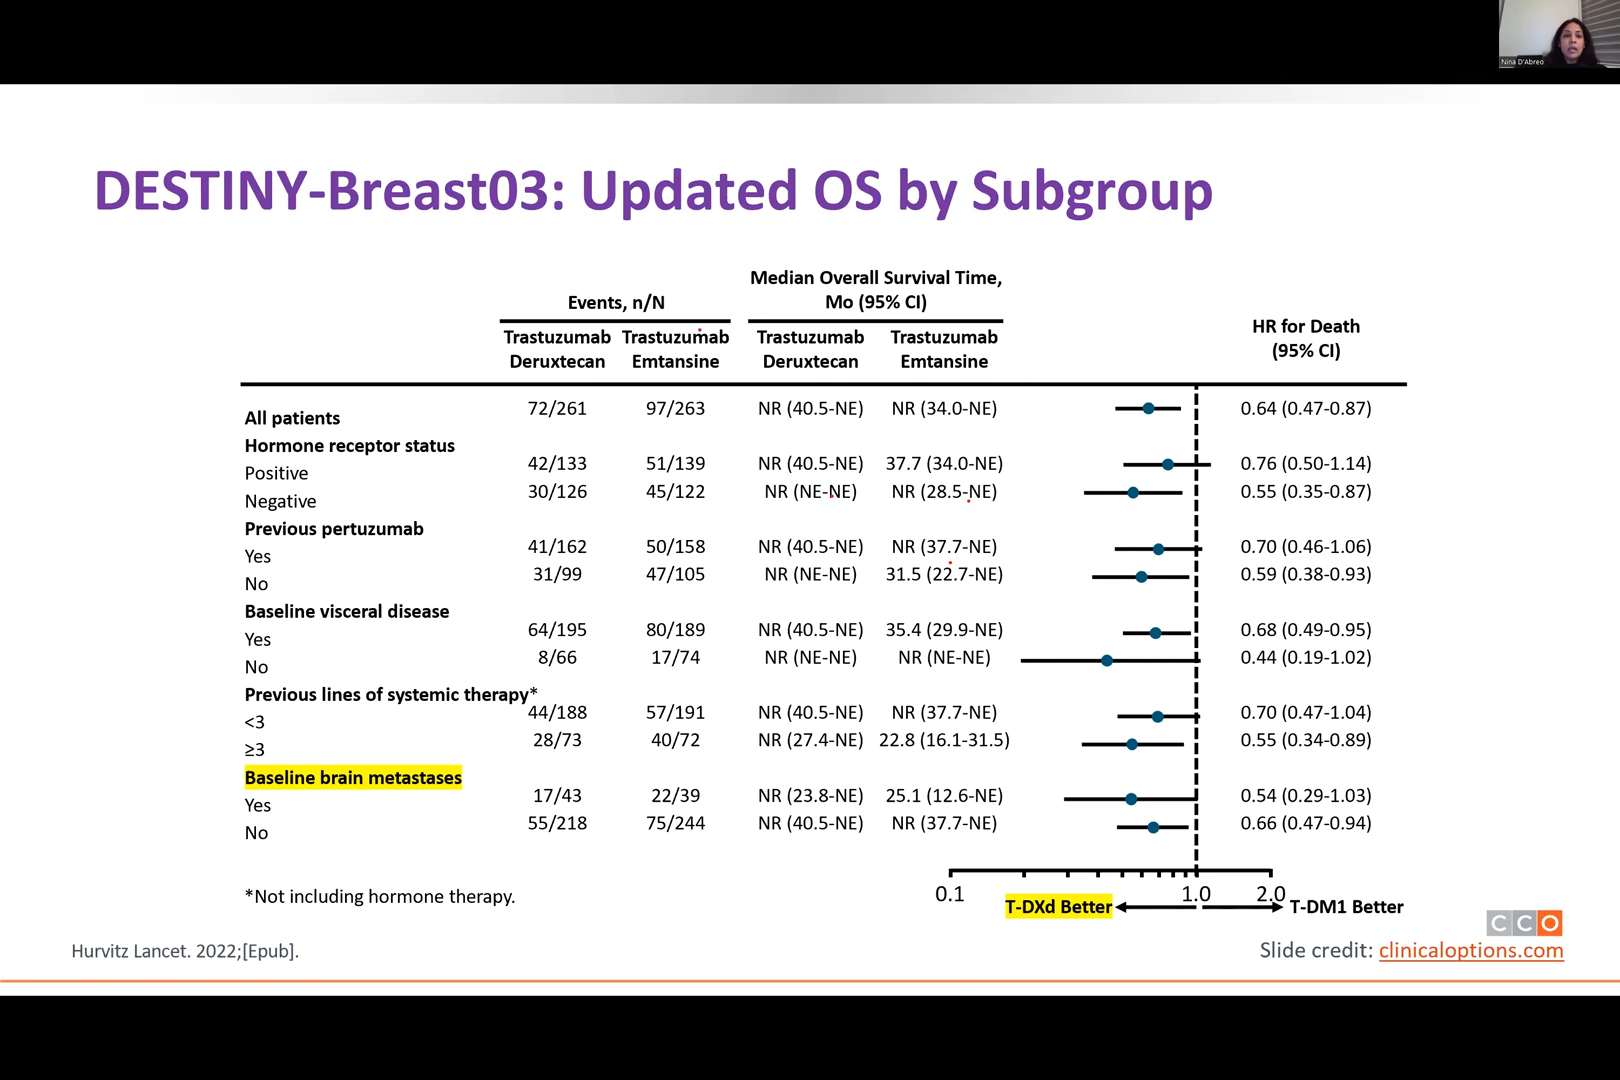 Nina D'Abreo
DESTINY-Breast03: Updated OS by Subgroup
Events, n/N
Median Overall Survival Time,
Mo (95% CI)
HR for Death
(95% CI)
Trastuzumab Trastuzumab Trastuzumab Trastuzumab
Deruxtecan Emtansine Deruxtecan Emtansine
All patients 72/261 97/263 NR (40.5-NE) NR (34.0-NE) 0.64 (0.47-0.87)
Hormone receptor status
Positive 42/133 51/139 NR (40.5-NE) 37.7 (34.0-NE) 0.76 (0.50-1.14)
Negative 30/126 45/122 NR (NE-NE) NR (28.5-NE) 0.55 (0.35-0.87)
Previous pertuzumab
Yes 41/162 50/158 NR (40.5-NE) NR (37.7-NE) 0.70 (0.46-1.06)
No 31/99 47/105 NR (NE-NE) 31.5 (22.7-NE) 0.59 (0.38-0.93)
Baseline visceral disease
Yes 64/195 80/189 NR (40.5-NE) 35.4 (29.9-NE) 0.68 (0.49-0.95)
No 8/66 17/74 NR (NE-NE) NR (NE-NE) 0.44 (0.19-1.02)
Previous lines of systemic therapy*
<3 44/188 57/191 NR (40.5-NE) NR (37.7-NE) 0.70 (0.47-1.04)
≥3 28/73 40/72 NR (27.4-NE) 22.8 (16.1-31.5) 0.55 (0.34-0.89)
Baseline brain metastases
Yes 17/43 22/39 NR (23.8-NE) 25.1 (12.6-NE) 0.54 (0.29-1.03)
No 55/218 75/244 NR (40.5-NE) NR (37.7-NE) 0.66 (0.47-0.94)
*Not including hormone therapy.
0.1 1.0 2.0
T-DXd Better T-DM1 Better
CCO
Hurvitz Lancet. 2022;[Epub].
Slide credit: clinicaloptions.com